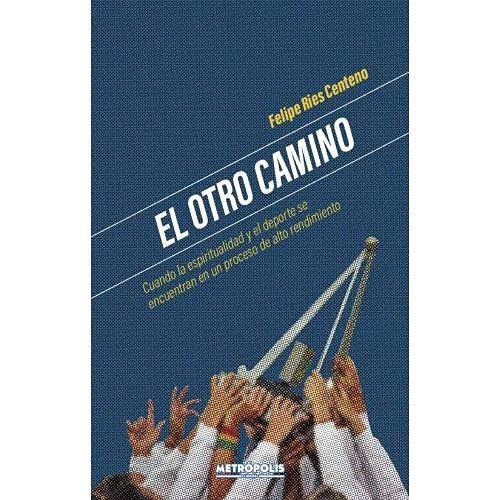 Felipe Ries Centeno
EL OTRO CAMINO
Cuando la espiritualidad y el deporte se
encuentran en un proceso de alto rendimiento
METRÓPOLIS